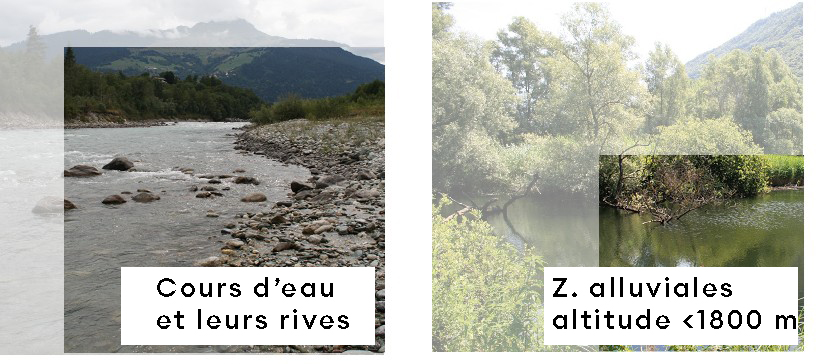 Cours d’eau
et leurs rives
Z. alluviales
altitude <1800 m